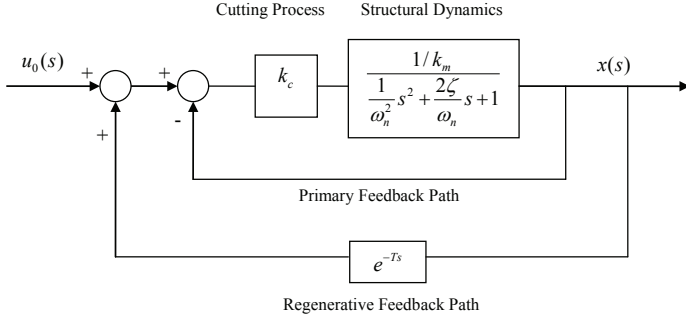 Cutting Process Structural Dynamics
u₀(s) + + k_c (1/k_m)/((1/ω_n²)s² + (2ζ/ω_n)s + 1) x(s)
+ -
Primary Feedback Path
e^{-Ts}
Regenerative Feedback Path